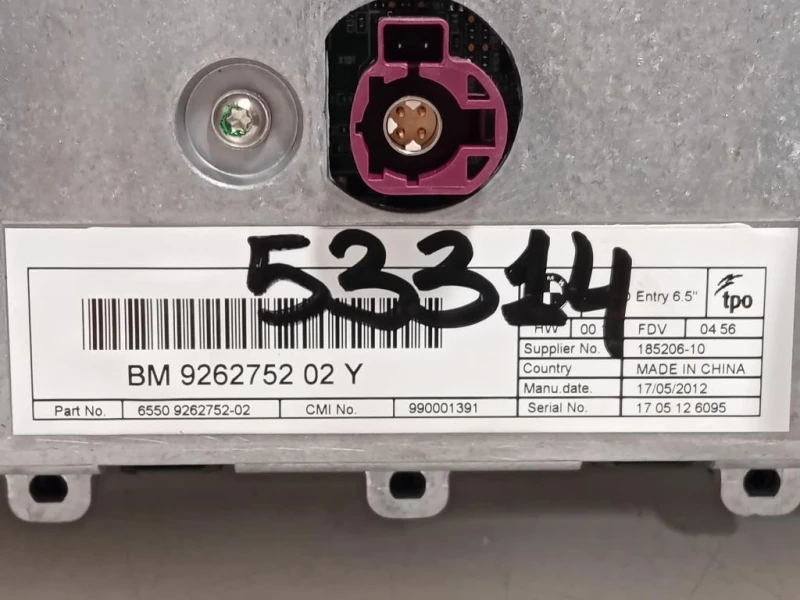 53314
Entry 6.5"
tpo
HW 00 FDV 04 56
Supplier No. 185206-10
Country MADE IN CHINA
Manu.date. 17/05/2012
BM 9262752 02 Y
Part No. 6550 9262752-02 CMI No. 990001391 Serial No. 17 05 12 6095